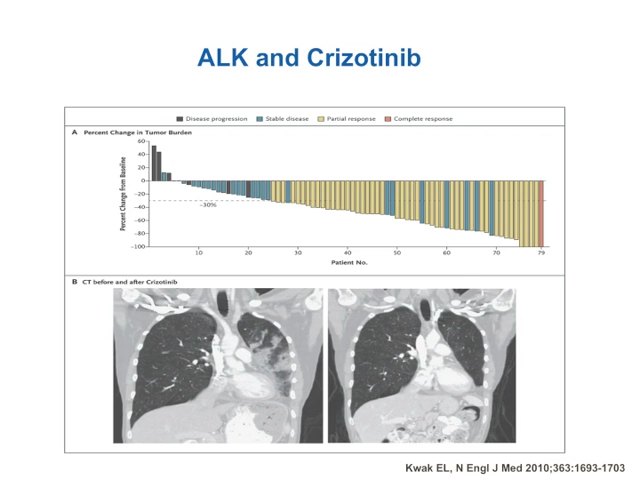 ALK and Crizotinib
Disease progression Stable disease Partial response Complete response
A Percent Change in Tumor Burden
Percent Change from Baseline
60
40
20
0
−20
−40
−60
−80
−100
−30%
10 20 30 40 50 60 70 79
Patient No.
B CT before and after Crizotinib
Kwak EL, N Engl J Med 2010;363:1693-1703